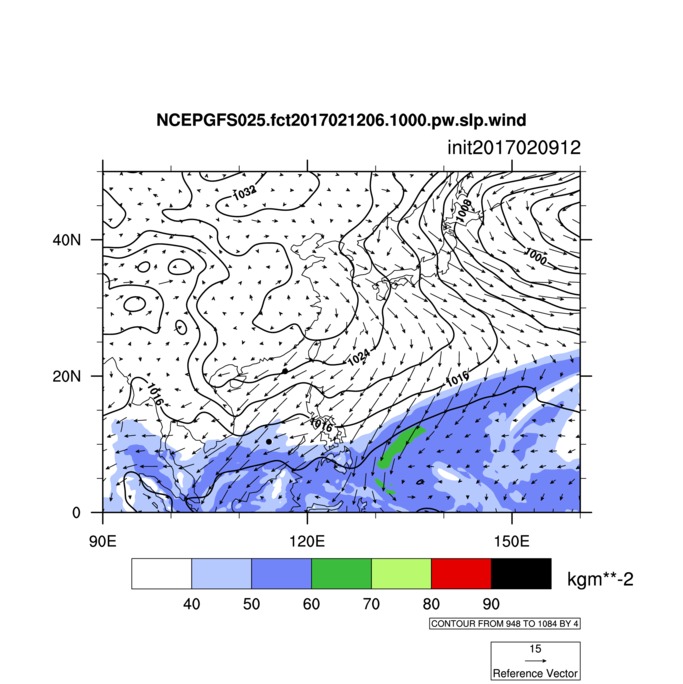 NCEPGFS025.fct2017021206.1000.pw.slp.wind
init2017020912
1032
1008
40N
1000
1024
20N
1016
1016
1016
0
90E
120E
150E
kgm**-2
40
50
60
70
80
90
CONTOUR FROM 948 TO 1084 BY 4
15
Reference Vector